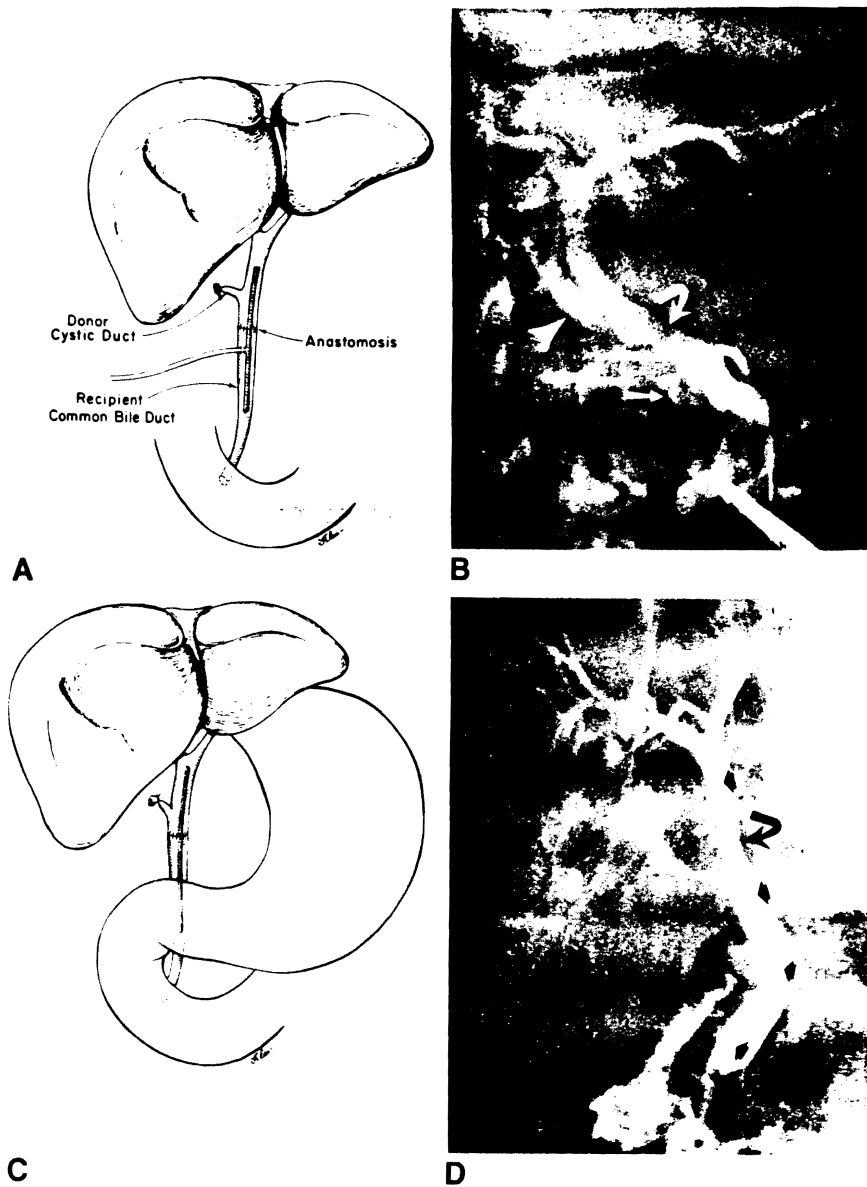 Donor
Cystic Duct
Anastomosis
Recipient
Common Bile Duct
A
B
C
D